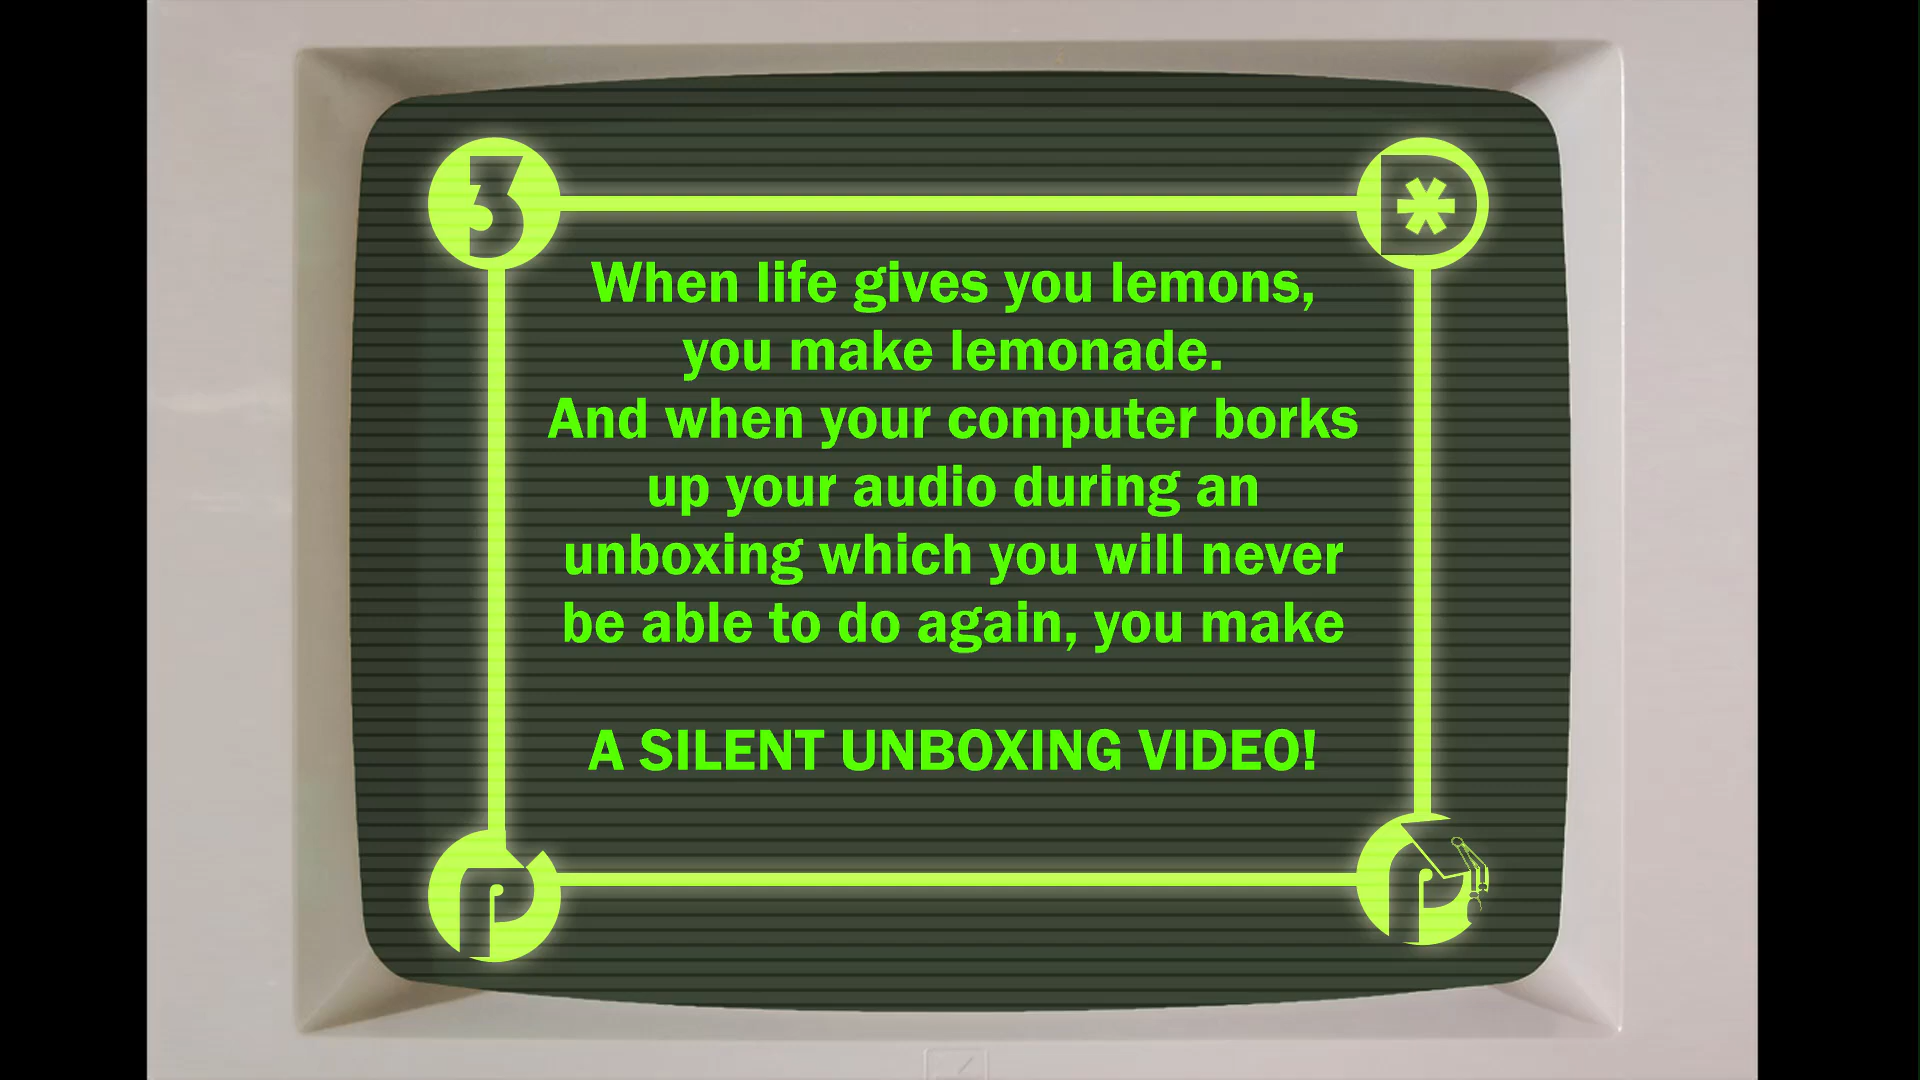 3 D*
When life gives you lemons,
you make lemonade.
And when your computer borks
up your audio during an
unboxing which you will never
be able to do again, you make
A SILENT UNBOXING VIDEO!
P P